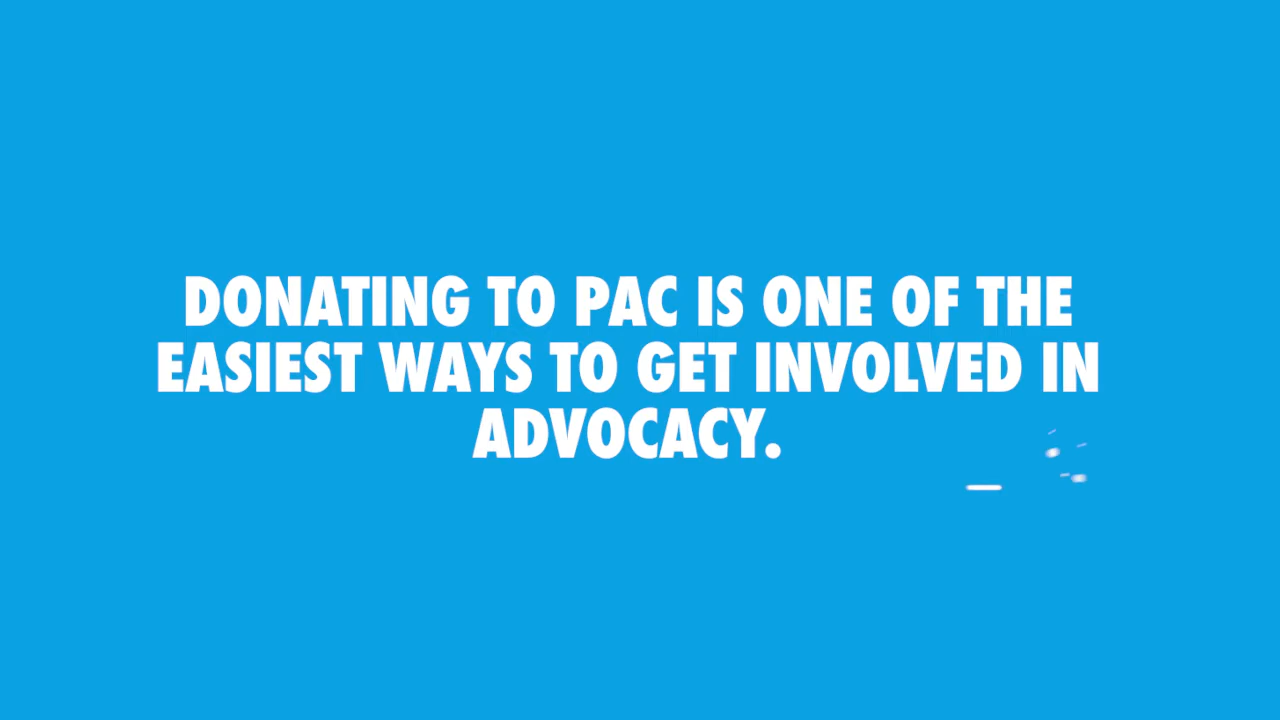 DONATING TO PAC IS ONE OF THE
EASIEST WAYS TO GET INVOLVED IN
ADVOCACY.